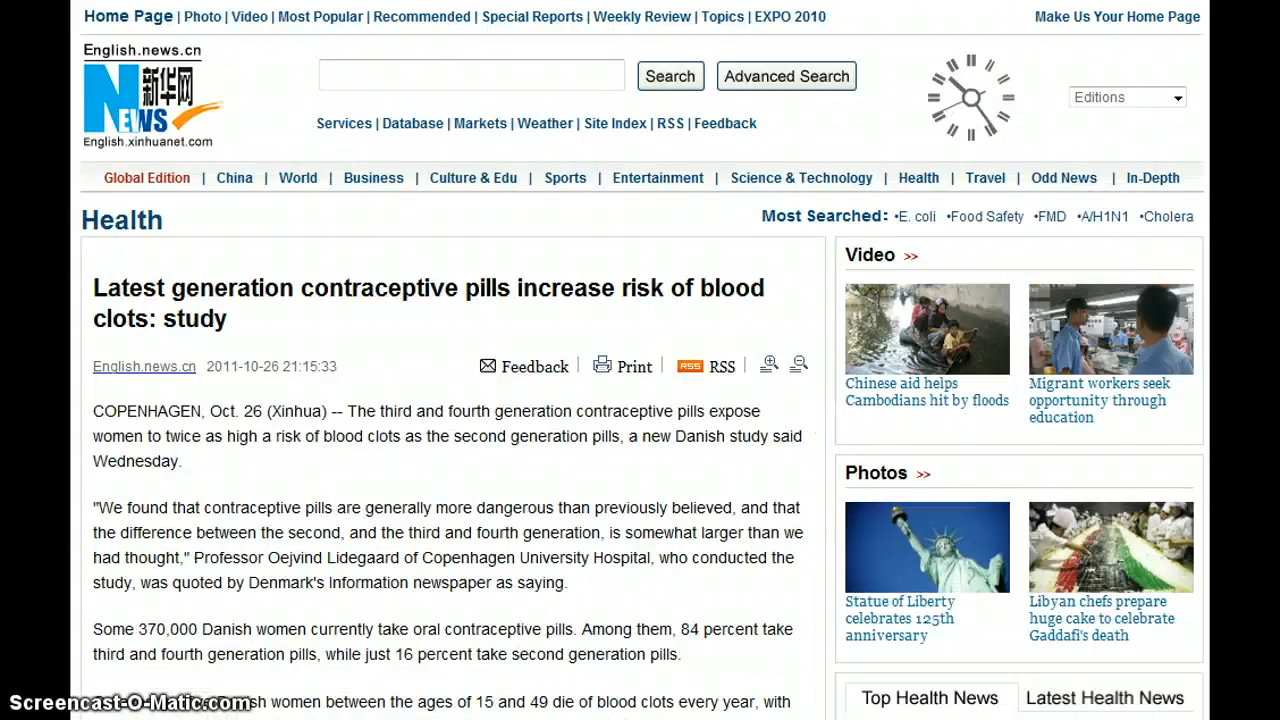 Home Page | Photo | Video | Most Popular | Recommended | Special Reports | Weekly Review | Topics | EXPO 2010
Make Us Your Home Page
English.news.cn
新华网
NEWS
English.xinhuanet.com
Search
Advanced Search
Editions
Services | Database | Markets | Weather | Site Index | RSS | Feedback
Global Edition | China | World | Business | Culture & Edu | Sports | Entertainment | Science & Technology | Health | Travel | Odd News | In-Depth
Health
Most Searched: •E. coli •Food Safety •FMD •A/H1N1 •Cholera
Latest generation contraceptive pills increase risk of blood
clots: study
English.news.cn 2011-10-26 21:15:33
Feedback | Print | RSS RSS |
COPENHAGEN, Oct. 26 (Xinhua) -- The third and fourth generation contraceptive pills expose
women to twice as high a risk of blood clots as the second generation pills, a new Danish study said
Wednesday.
"We found that contraceptive pills are generally more dangerous than previously believed, and that
the difference between the second, and the third and fourth generation, is somewhat larger than we
had thought," Professor Oejvind Lidegaard of Copenhagen University Hospital, who conducted the
study, was quoted by Denmark's Information newspaper as saying.
Some 370,000 Danish women currently take oral contraceptive pills. Among them, 84 percent take
third and fourth generation pills, while just 16 percent take second generation pills.
women between the ages of 15 and 49 die of blood clots every year, with
Video >>
Chinese aid helps
Cambodians hit by floods
Migrant workers seek
opportunity through
education
Photos >>
Statue of Liberty
celebrates 125th
anniversary
Libyan chefs prepare
huge cake to celebrate
Gaddafi's death
Top Health News
Latest Health News
Screencast-O-Matic.com